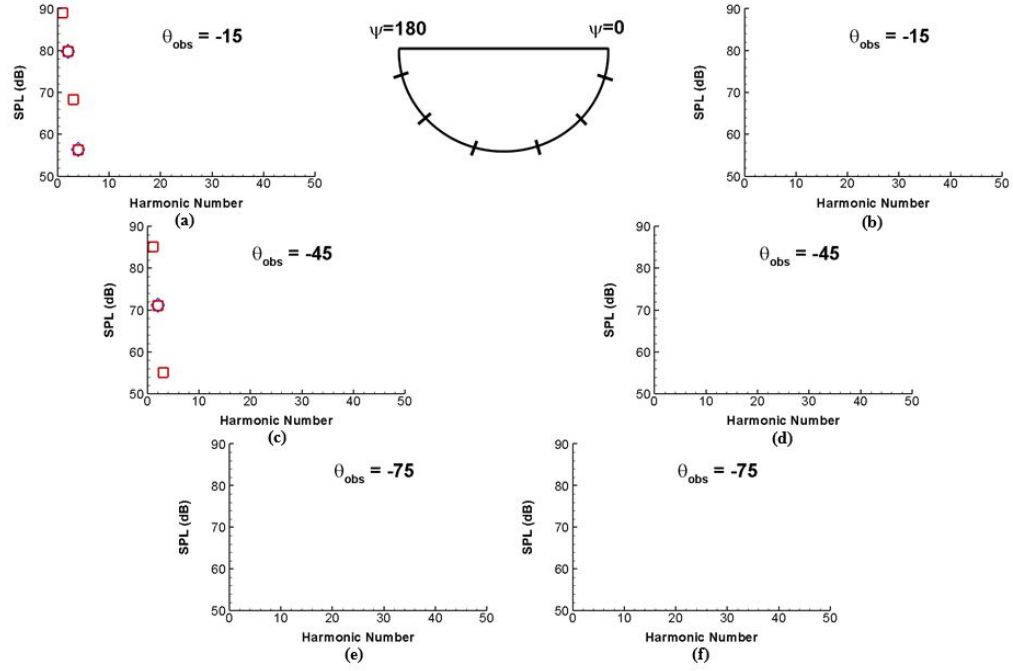 90
80
70
60
50
SPL (dB)
θobs = -15
0 10 20 30 40 50
Harmonic Number
(a)
ψ=180 ψ=0
90
80
70
60
50
SPL (dB)
θobs = -15
0 10 20 30 40 50
Harmonic Number
(b)
90
80
70
60
50
SPL (dB)
θobs = -45
0 10 20 30 40 50
Harmonic Number
(c)
90
80
70
60
50
SPL (dB)
θobs = -45
0 10 20 30 40 50
Harmonic Number
(d)
90
80
70
60
50
SPL (dB)
θobs = -75
0 10 20 30 40 50
Harmonic Number
(e)
90
80
70
60
50
SPL (dB)
θobs = -75
0 10 20 30 40 50
Harmonic Number
(f)